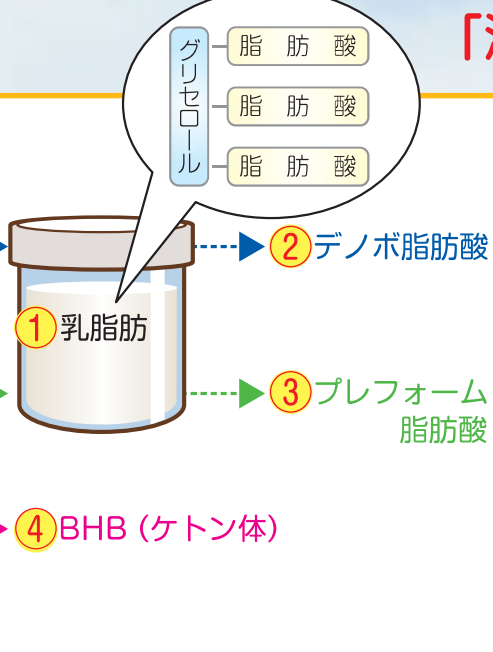 グリセロール
脂 肪 酸
脂 肪 酸
脂 肪 酸
②デノボ脂肪酸
①乳脂肪
③プレフォーム
脂肪酸
④BHB（ケトン体）